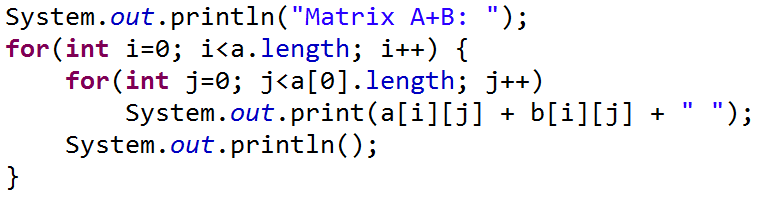 System.out.println("Matrix A+B: ");
for(int i=0; i<a.length; i++) {
    for(int j=0; j<a[0].length; j++)
        System.out.print(a[i][j] + b[i][j] + " ");
    System.out.println();
}